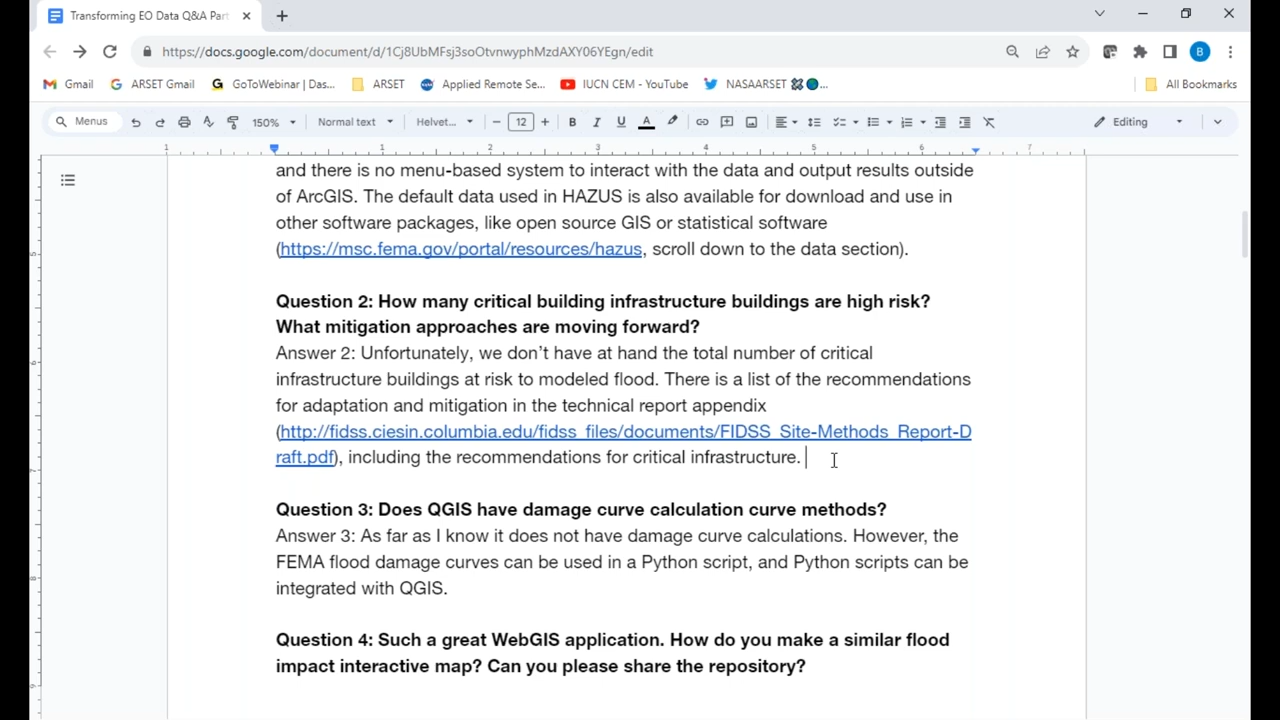 Transforming EO Data Q&A Part
https://docs.google.com/document/d/1Cj8UbMFsj3soOtvnwyphMzdAXY06YEgn/edit
B
Gmail
ARSET Gmail
GoToWebinar | Das...
ARSET
Applied Remote Se...
IUCN CEM - YouTube
NASAARSET
All Bookmarks
Menus
150%
Normal text
Helvet...
12
B I U A
Editing
1 1 2 3 4 5 6 7
and there is no menu-based system to interact with the data and output results outside
of ArcGIS. The default data used in HAZUS is also available for download and use in
other software packages, like open source GIS or statistical software
(https://msc.fema.gov/portal/resources/hazus, scroll down to the data section).
Question 2: How many critical building infrastructure buildings are high risk?
What mitigation approaches are moving forward?
Answer 2: Unfortunately, we don’t have at hand the total number of critical
infrastructure buildings at risk to modeled flood. There is a list of the recommendations
for adaptation and mitigation in the technical report appendix
(http://fidss.ciesin.columbia.edu/fidss_files/documents/FIDSS_Site-Methods_Report-D
raft.pdf), including the recommendations for critical infrastructure.
Question 3: Does QGIS have damage curve calculation curve methods?
Answer 3: As far as I know it does not have damage curve calculations. However, the
FEMA flood damage curves can be used in a Python script, and Python scripts can be
integrated with QGIS.
Question 4: Such a great WebGIS application. How do you make a similar flood
impact interactive map? Can you please share the repository?